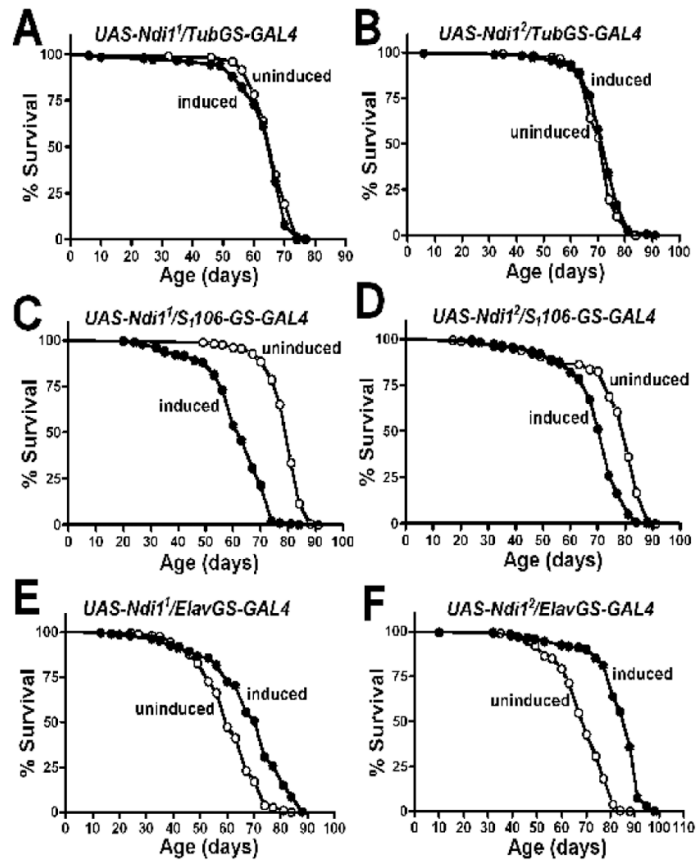 A
UAS-Ndi1¹/TubGS-GAL4
% Survival
100
75
50
25
0
uninduced
induced
0 10 20 30 40 50 60 70 80 90
Age (days)
B
UAS-Ndi1²/TubGS-GAL4
% Survival
100
75
50
25
0
induced
uninduced
0 10 20 30 40 50 60 70 80 90 100
Age (days)
C
UAS-Ndi1¹/S₁106-GS-GAL4
% Survival
100
75
50
25
0
uninduced
induced
0 10 20 30 40 50 60 70 80 90 100
Age (days)
D
UAS-Ndi1²/S₁106-GS-GAL4
% Survival
100
75
50
25
0
uninduced
induced
0 10 20 30 40 50 60 70 80 90 100
Age (days)
E
UAS-Ndi1¹/ElavGS-GAL4
% Survival
100
75
50
25
0
induced
uninduced
0 10 20 30 40 50 60 70 80 90 100
Age (days)
F
UAS-Ndi1²/ElavGS-GAL4
% Survival
100
75
50
25
0
induced
uninduced
0 10 20 30 40 50 60 70 80 90 100 110
Age (days)